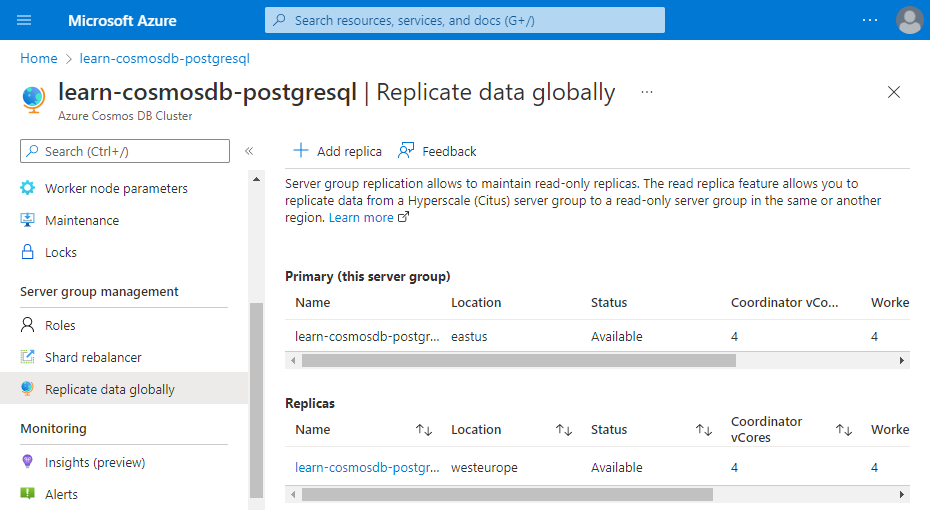 Microsoft Azure
Search resources, services, and docs (G+/)
Home > learn-cosmosdb-postgresql
learn-cosmosdb-postgresql | Replicate data globally
Azure Cosmos DB Cluster
Search (Ctrl+/)
Worker node parameters
Maintenance
Locks
Server group management
Roles
Shard rebalancer
Replicate data globally
Monitoring
Insights (preview)
Alerts
Add replica Feedback
Server group replication allows to maintain read-only replicas. The read replica feature allows you to
replicate data from a Hyperscale (Citus) server group to a read-only server group in the same or another
region. Learn more
Primary (this server group)
Name Location Status Coordinator vCo... Worke
learn-cosmosdb-postgr... eastus Available 4 4
Replicas
Name Location Status Coordinator vCores Worke
learn-cosmosdb-postgr... westeurope Available 4 4